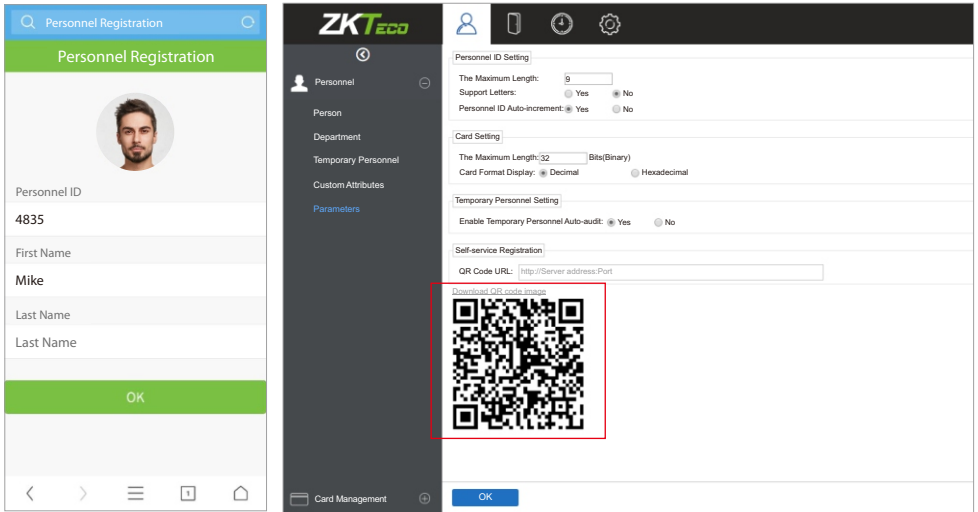 Personnel Registration
Personnel Registration
Personnel ID
4835
First Name
Mike
Last Name
Last Name
OK
1
ZKTECO
Personnel
Person
Department
Temporary Personnel
Custom Attributes
Parameters
Card Management
Personnel ID Setting
The Maximum Length: 9
Support Letters: Yes No
Personnel ID Auto-increment: Yes No
Card Setting
The Maximum Length: 32 Bits(Binary)
Card Format Display: Decimal Hexadecimal
Temporary Personnel Setting
Enable Temporary Personnel Auto-audit: Yes No
Self-service Registration
QR Code URL: http://Server address:Port
Download QR code image
OK